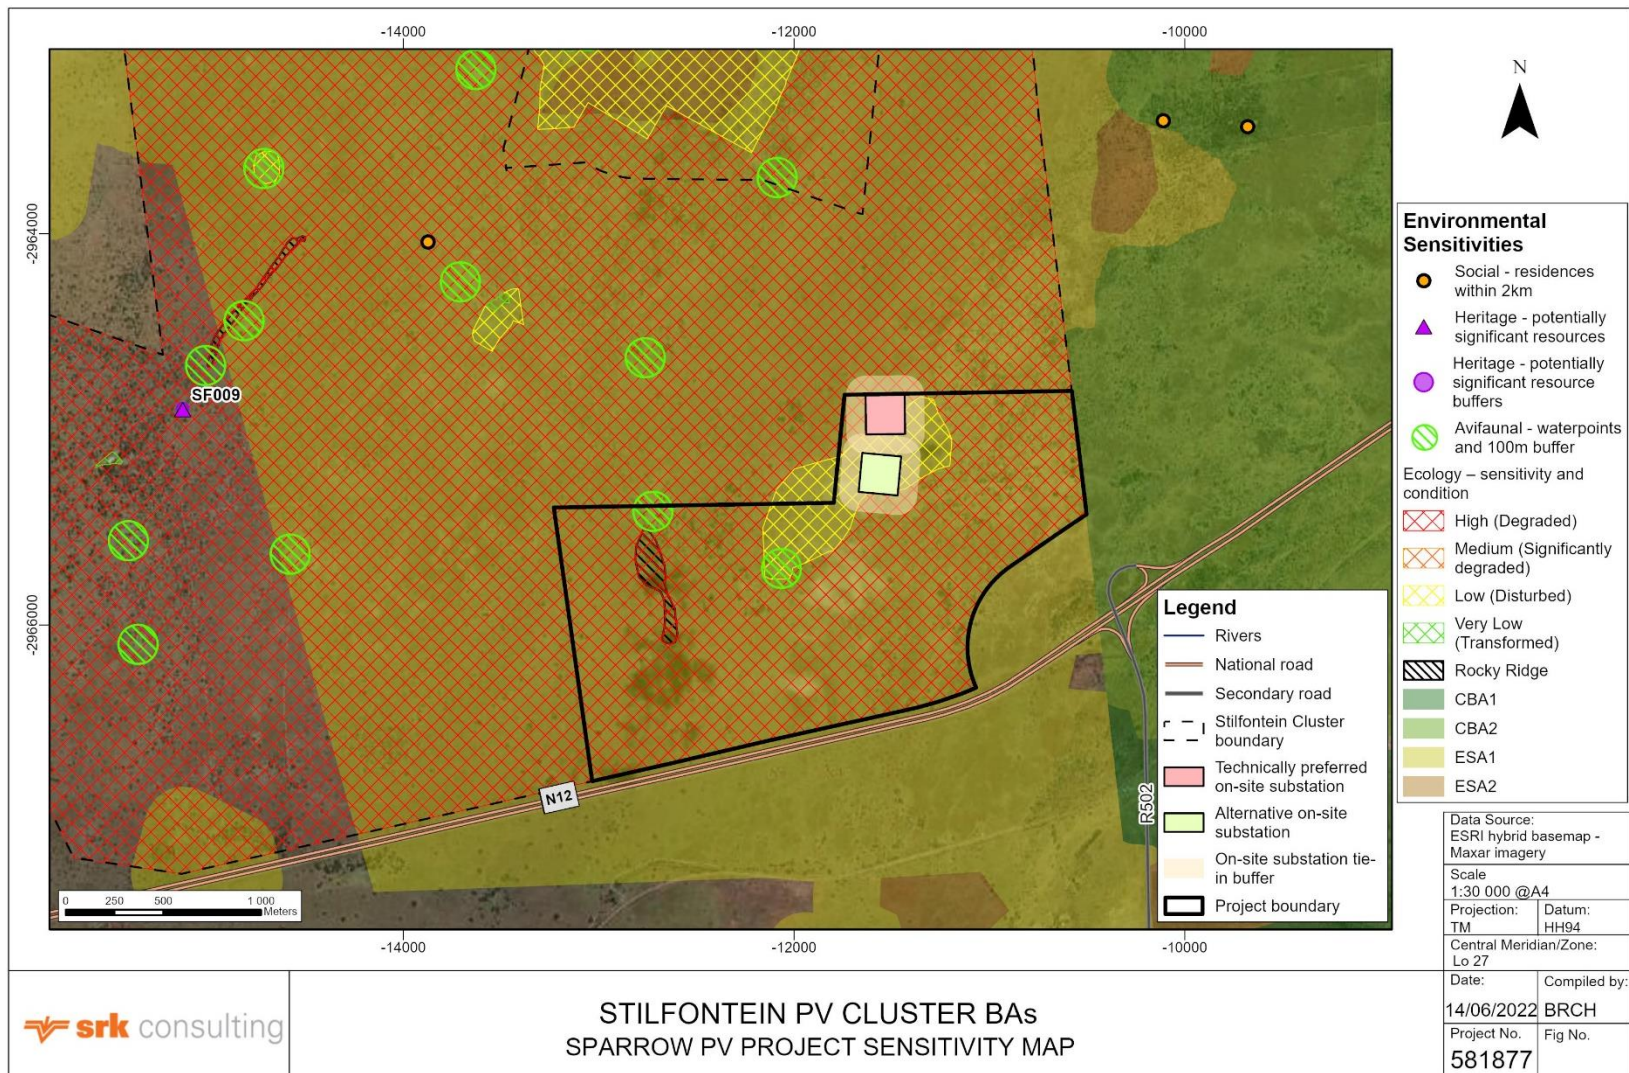 -14000
-12000
-10000
-2964000
-2966000
SF009
N12
R502
0
250
500
1 000
Meters
-14000
-12000
-10000
Legend
Rivers
National road
Secondary road
Stilfontein Cluster
boundary
Technically preferred
on-site substation
Alternative on-site
substation
On-site substation tie-
in buffer
Project boundary
N
Environmental
Sensitivities
Social - residences
within 2km
Heritage - potentially
significant resources
Heritage - potentially
significant resource
buffers
Avifaunal - waterpoints
and 100m buffer
Ecology – sensitivity and
condition
High (Degraded)
Medium (Significantly
degraded)
Low (Disturbed)
Very Low
(Transformed)
Rocky Ridge
CBA1
CBA2
ESA1
ESA2
Data Source:
ESRI hybrid basemap -
Maxar imagery
Scale
1:30 000 @A4
Projection:
TM
Datum:
HH94
Central Meridian/Zone:
Lo 27
Date:
14/06/2022
Compiled by:
BRCH
Project No.
581877
Fig No.
srk consulting
STILFONTEIN PV CLUSTER BAs
SPARROW PV PROJECT SENSITIVITY MAP